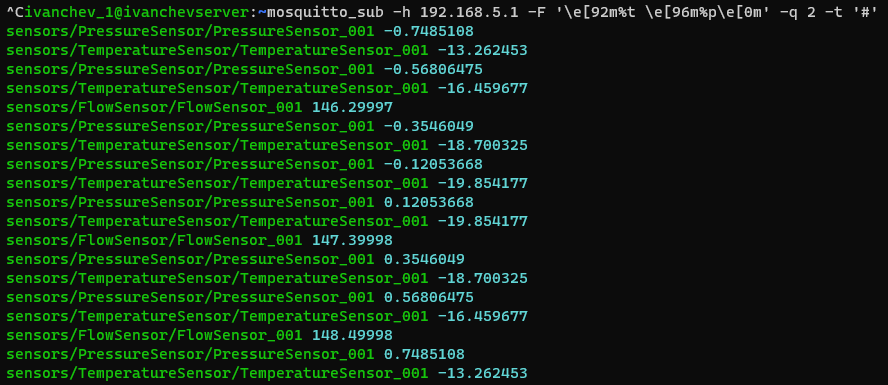 ^Civanchev_1@ivanchevserver:~mosquitto_sub -h 192.168.5.1 -F '\e[92m%t \e[96m%p\e[0m' -q 2 -t '#'
sensors/PressureSensor/PressureSensor_001 -0.7485108
sensors/TemperatureSensor/TemperatureSensor_001 -13.262453
sensors/PressureSensor/PressureSensor_001 -0.56806475
sensors/TemperatureSensor/TemperatureSensor_001 -16.459677
sensors/FlowSensor/FlowSensor_001 146.29997
sensors/PressureSensor/PressureSensor_001 -0.3546049
sensors/TemperatureSensor/TemperatureSensor_001 -18.700325
sensors/PressureSensor/PressureSensor_001 -0.12053668
sensors/TemperatureSensor/TemperatureSensor_001 -19.854177
sensors/PressureSensor/PressureSensor_001 0.12053668
sensors/TemperatureSensor/TemperatureSensor_001 -19.854177
sensors/FlowSensor/FlowSensor_001 147.39998
sensors/PressureSensor/PressureSensor_001 0.3546049
sensors/TemperatureSensor/TemperatureSensor_001 -18.700325
sensors/PressureSensor/PressureSensor_001 0.56806475
sensors/TemperatureSensor/TemperatureSensor_001 -16.459677
sensors/FlowSensor/FlowSensor_001 148.49998
sensors/PressureSensor/PressureSensor_001 0.7485108
sensors/TemperatureSensor/TemperatureSensor_001 -13.262453